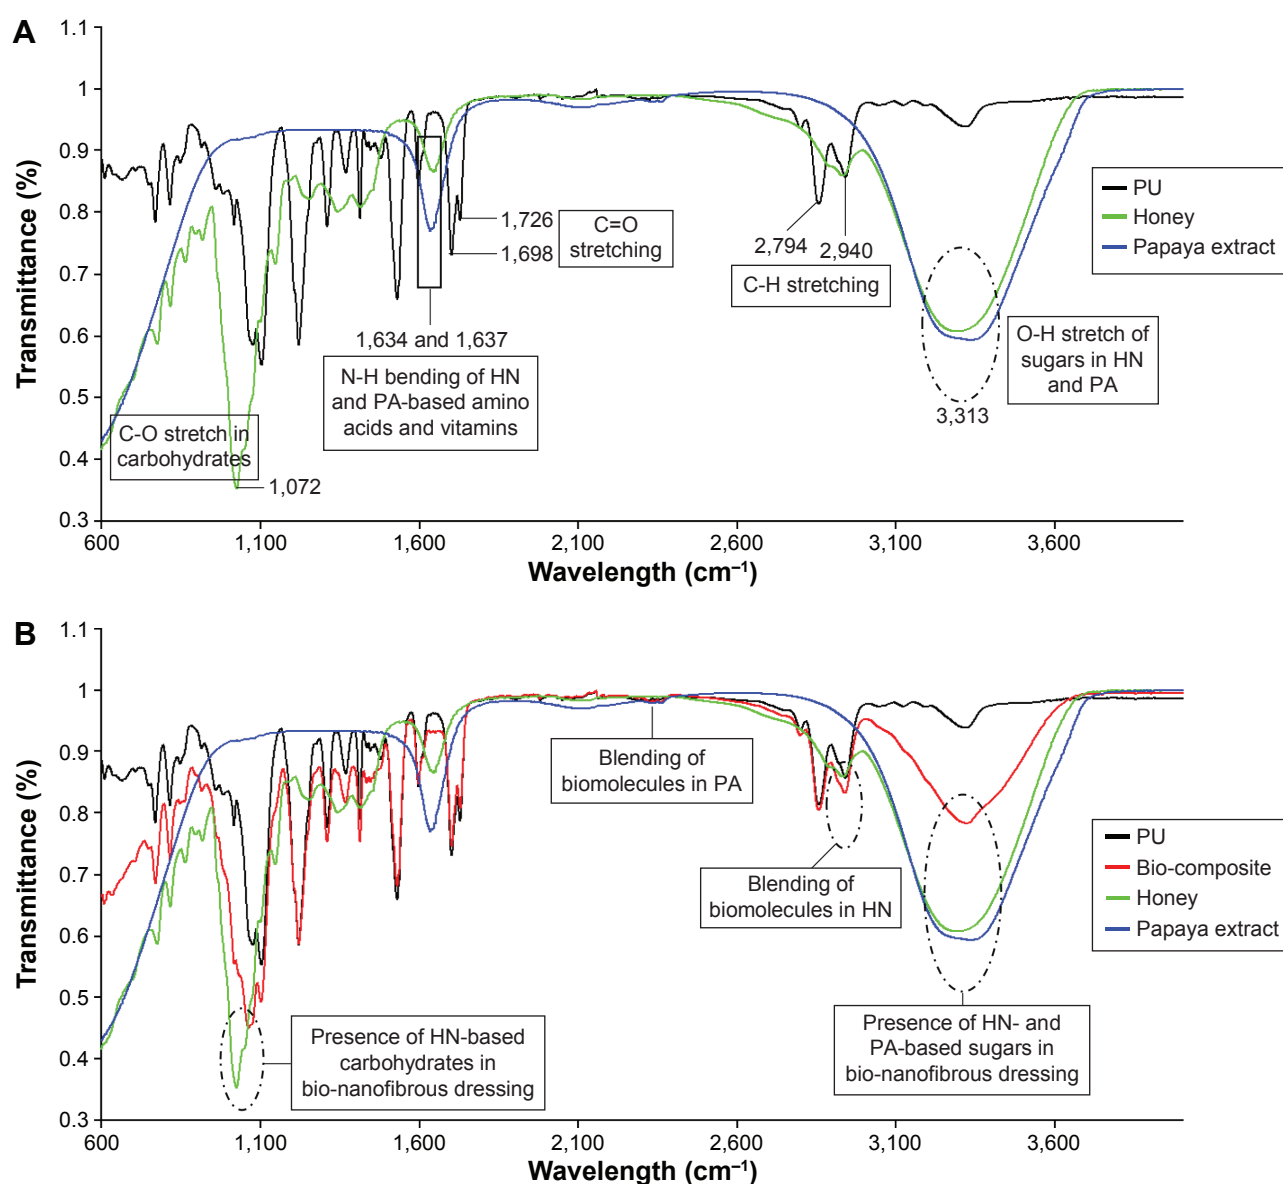 A
1.1
1
0.9
0.8
0.7
0.6
0.5
0.4
0.3
Transmittance (%)
600
1,100
1,600
2,100
2,600
3,100
3,600
Wavelength (cm⁻¹)
C-O stretch in
carbohydrates
1,072
1,634 and 1,637
N-H bending of HN
and PA-based amino
acids and vitamins
1,726
1,698
C=O
stretching
2,794
2,940
C-H stretching
3,313
O-H stretch of
sugars in HN
and PA
PU
Honey
Papaya extract
B
1.1
1
0.9
0.8
0.7
0.6
0.5
0.4
0.3
Transmittance (%)
600
1,100
1,600
2,100
2,600
3,100
3,600
Wavelength (cm⁻¹)
Presence of HN-based
carbohydrates in
bio-nanofibrous dressing
Blending of
biomolecules in PA
Blending of
biomolecules in HN
Presence of HN- and
PA-based sugars in
bio-nanofibrous dressing
PU
Bio-composite
Honey
Papaya extract